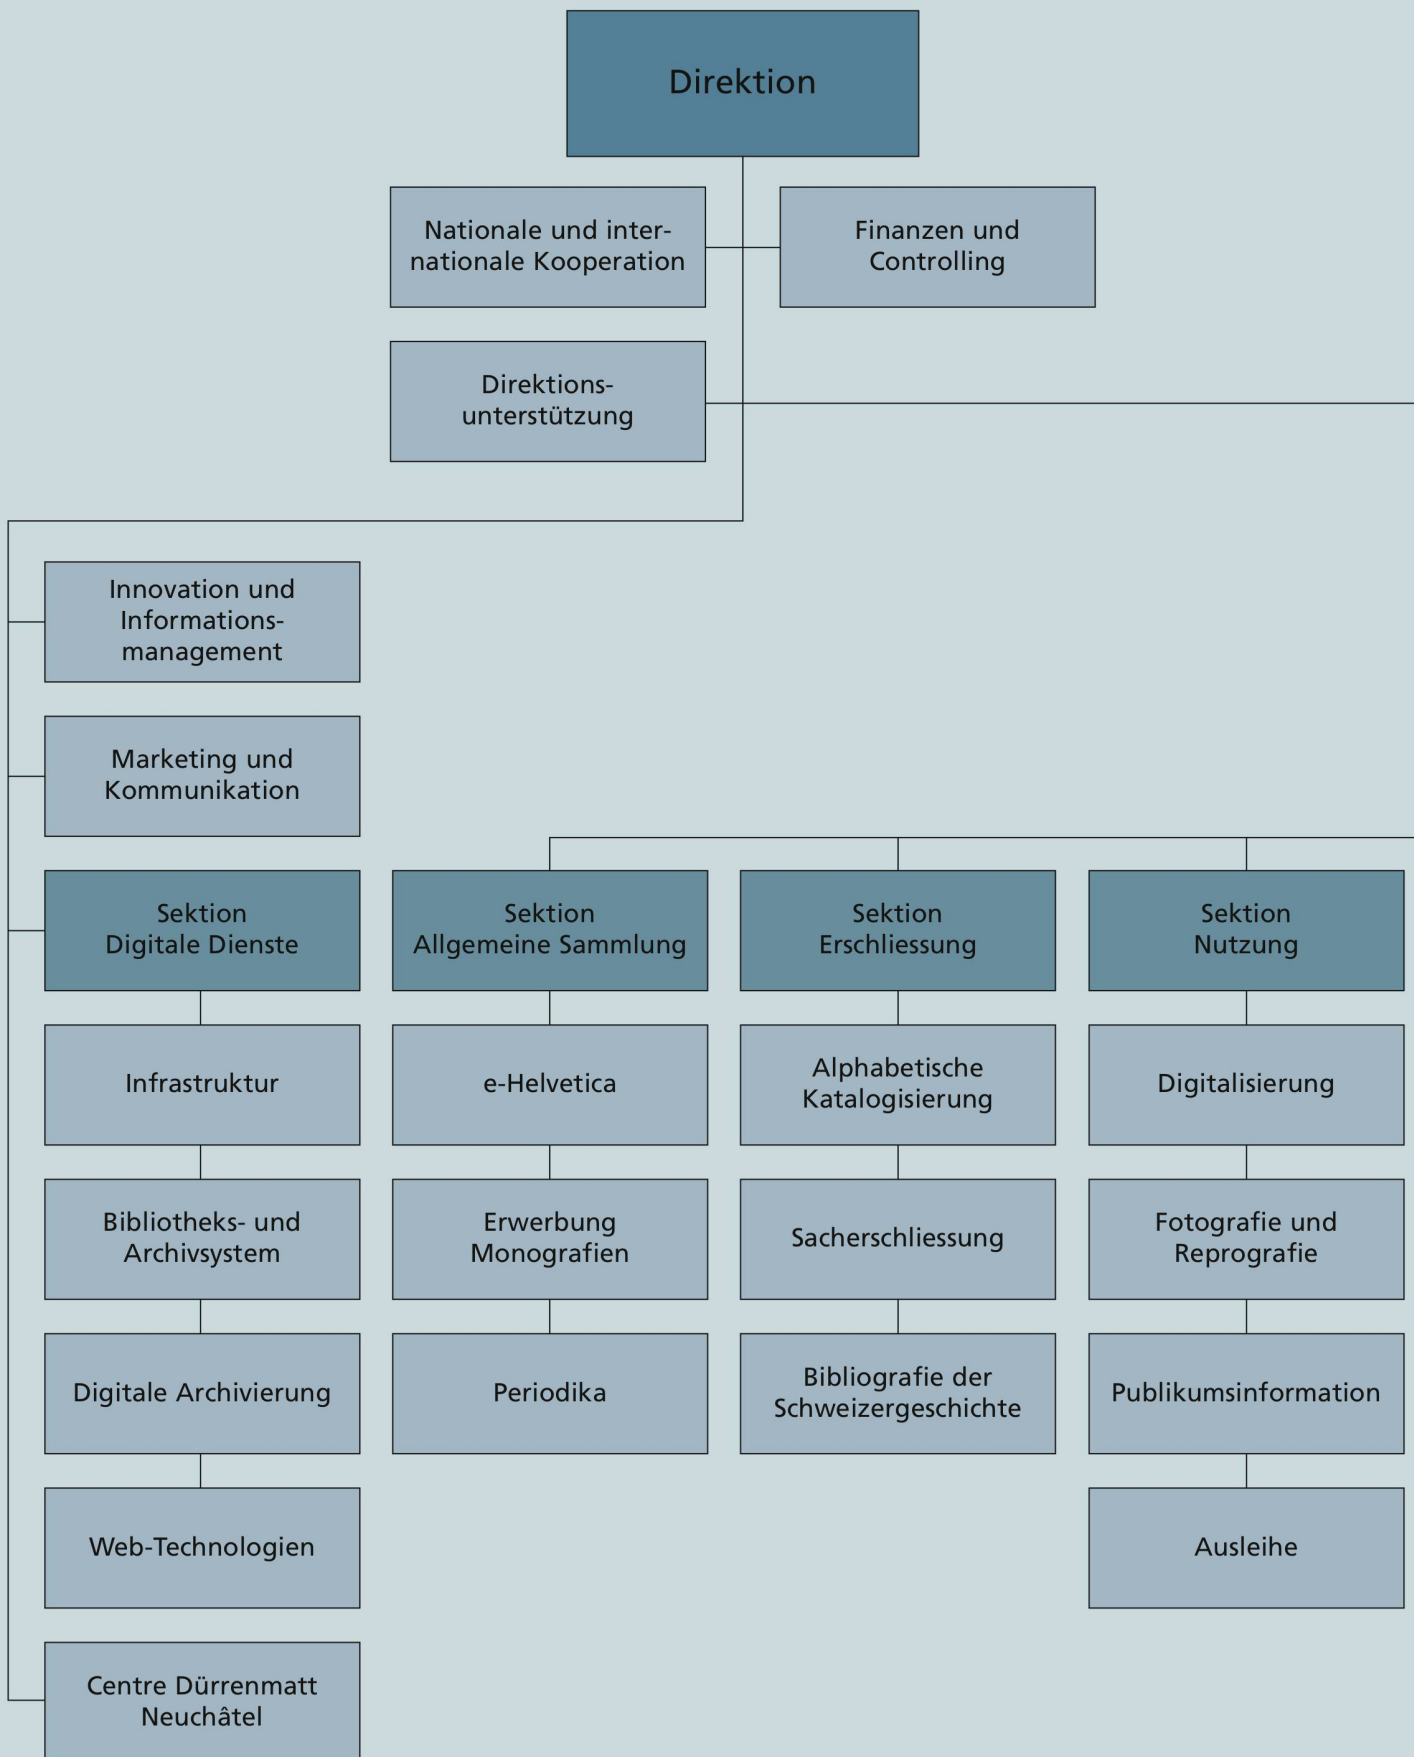 Direktion
Nationale und inter-
nationale Kooperation
Finanzen und
Controlling
Direktions-
unterstützung
Innovation und
Informations-
management
Marketing und
Kommunikation
Sektion
Digitale Dienste
Infrastruktur
Bibliotheks- und
Archivsystem
Digitale Archivierung
Web-Technologien
Centre Dürrenmatt
Neuchâtel
Sektion
Allgemeine Sammlung
e-Helvetica
Erwerbung
Monografien
Periodika
Sektion
Erschliessung
Alphabetische
Katalogisierung
Sacherschliessung
Bibliografie der
Schweizergeschichte
Sektion
Nutzung
Digitalisierung
Fotografie und
Reprografie
Publikumsinformation
Ausleihe